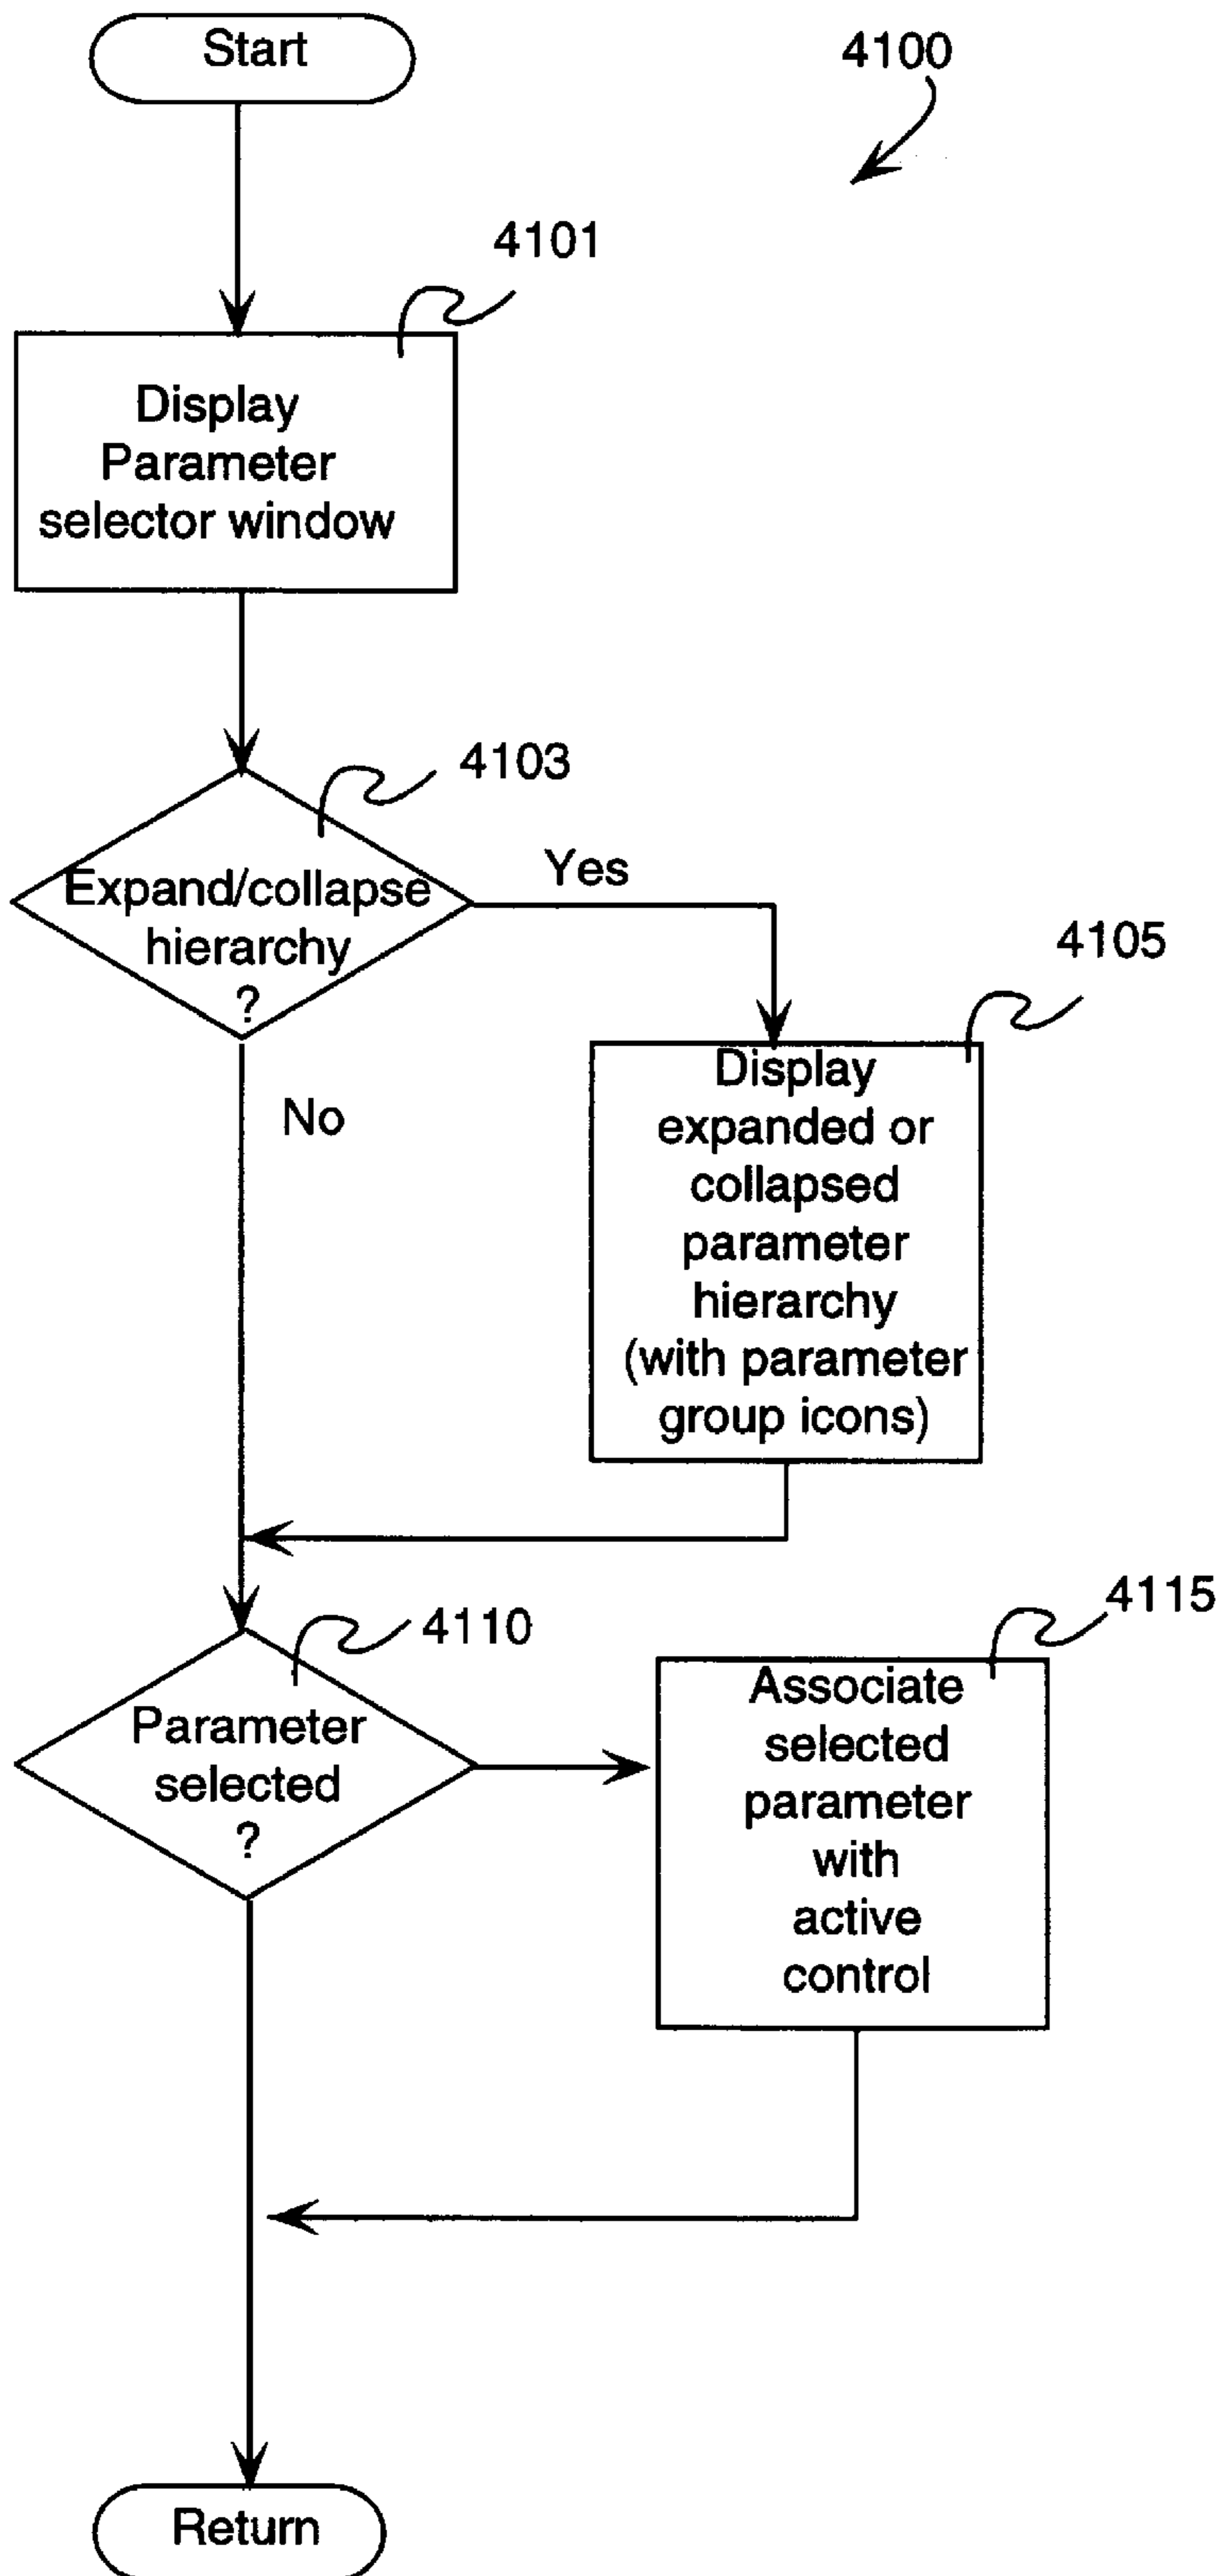 Start
4100
4101
Display
Parameter
selector window
4103
Expand/collapse
hierarchy
?
Yes
No
4105
Display
expanded or
collapsed
parameter
hierarchy
(with parameter
group icons)
4110
Parameter
selected
?
4115
Associate
selected
parameter
with
active
control
Return